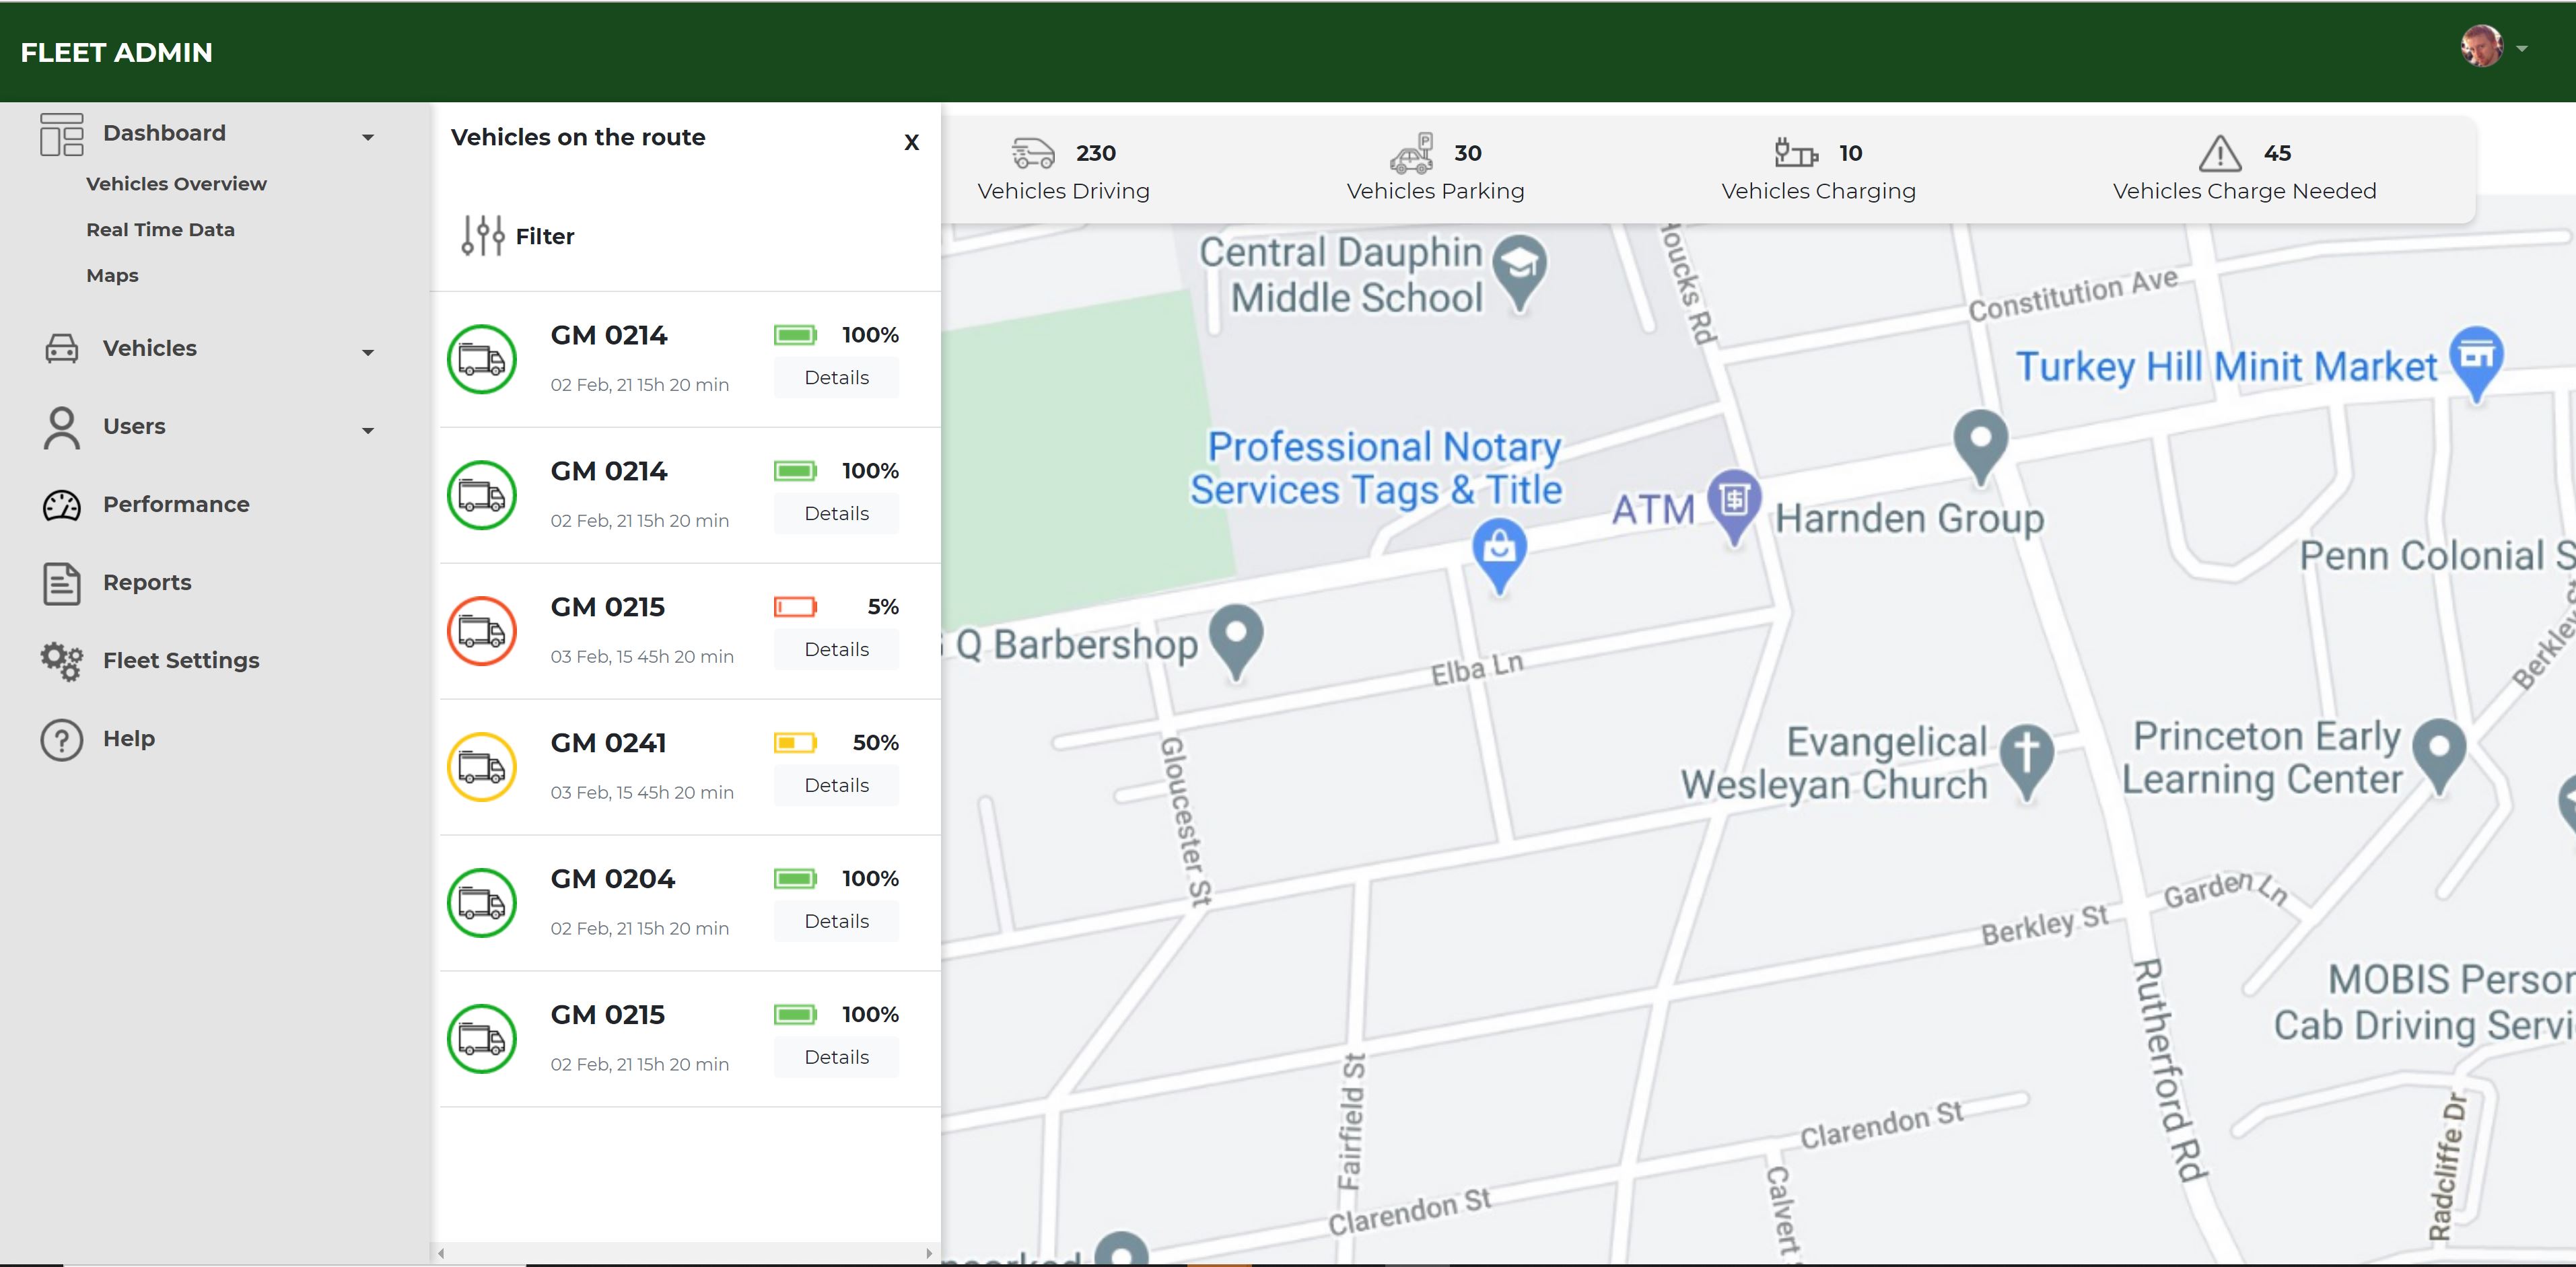 FLEET ADMIN
Dashboard
Vehicles Overview
Real Time Data
Maps
Vehicles
Users
Performance
Reports
Fleet Settings
Help
Vehicles on the route
X
Filter
GM 0214
100%
02 Feb, 21 15h 20 min
Details
GM 0214
100%
02 Feb, 21 15h 20 min
Details
GM 0215
5%
03 Feb, 15 45h 20 min
Details
GM 0241
50%
03 Feb, 15 45h 20 min
Details
GM 0204
100%
02 Feb, 21 15h 20 min
Details
GM 0215
100%
02 Feb, 21 15h 20 min
Details
230
Vehicles Driving
P
30
Vehicles Parking
10
Vehicles Charging
45
Vehicles Charge Needed
Central Dauphin
Middle School
Houcks Rd
Constitution Ave
Turkey Hill Minit Market
Professional Notary
Services Tags & Title
ATM
$
Harnden Group
Penn Colonial S
Q Barbershop
Elba Ln
Berkley St
Gloucester St
Evangelical
Wesleyan Church
Princeton Early
Learning Center
Garden Ln
Berkley St
MOBIS Person
Cab Driving Servi
Rutherford Rd
Fairfield St
Clarendon St
Clarendon St
Calvert
Radcliffe Dr